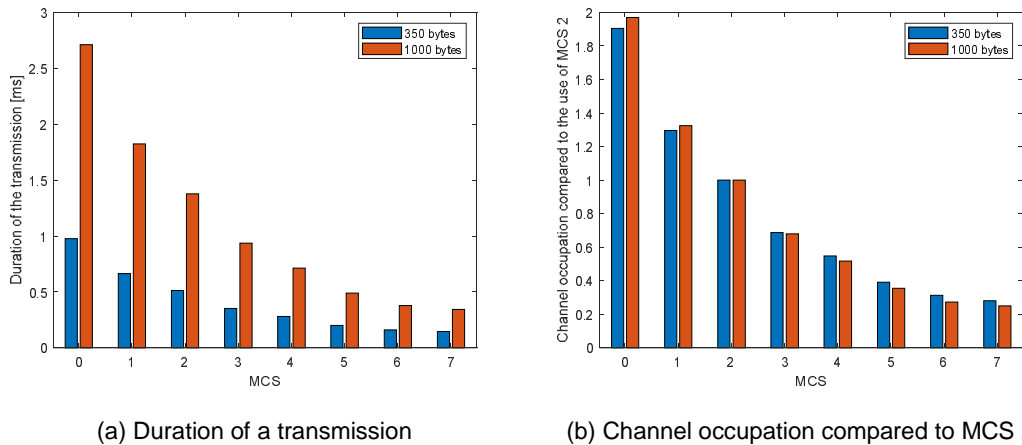 3
2.5
2
1.5
1
0.5
0
Duration of the transmission [ms]
350 bytes
1000 bytes
0 1 2 3 4 5 6 7
MCS
(a) Duration of a transmission
2
1.8
1.6
1.4
1.2
1
0.8
0.6
0.4
0.2
0
Channel occupation compared to the use of MCS 2
350 bytes
1000 bytes
0 1 2 3 4 5 6 7
MCS
(b) Channel occupation compared to MCS